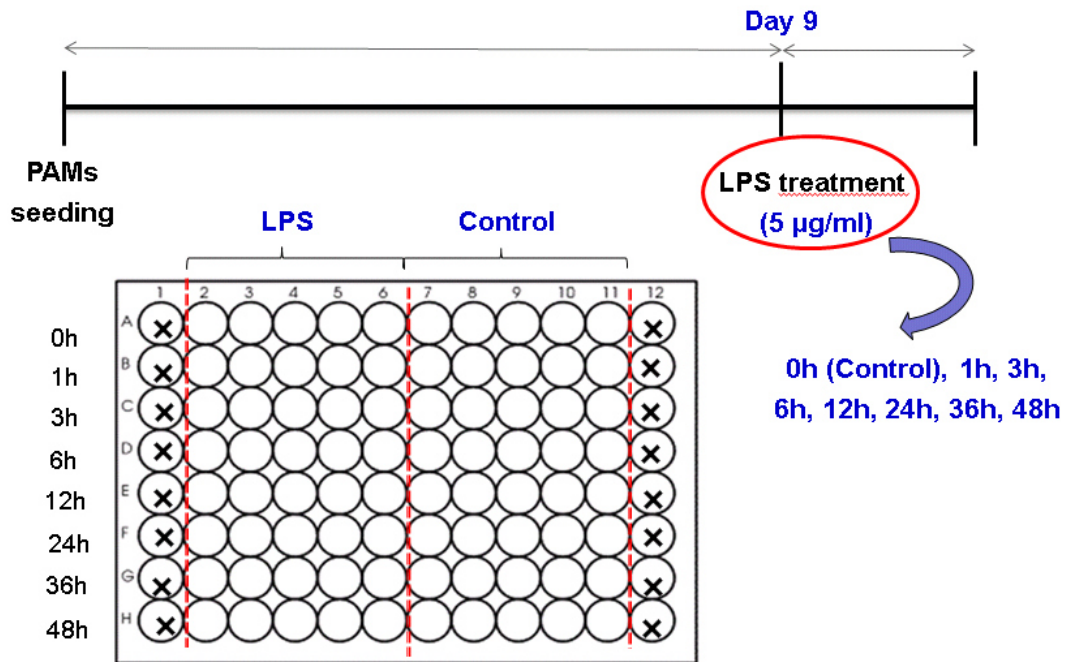 Day 9
PAMs
seeding
LPS treatment
(5 µg/ml)
LPS Control
1 2 3 4 5 6 7 8 9 10 11 12
0h A
1h B
3h C
6h D
12h E
24h F
36h G
48h H
0h (Control), 1h, 3h,
6h, 12h, 24h, 36h, 48h